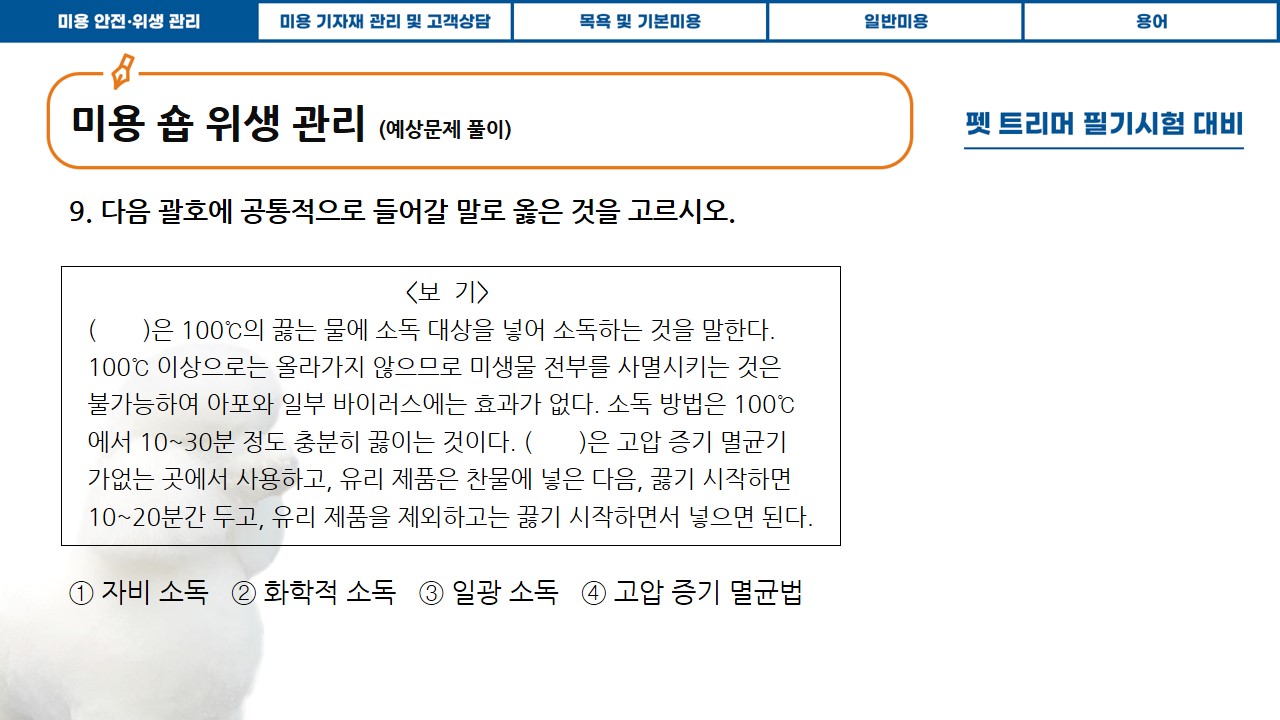 미용 안전·위생 관리
미용 기자재 관리 및 고객상담
목욕 및 기본미용
일반미용
용어
미용 숍 위생 관리 (예상문제 풀이)
펫 트리머 필기시험 대비
9. 다음 괄호에 공통적으로 들어갈 말로 옳은 것을 고르시오.
<보 기>
( )은 100℃의 끓는 물에 소독 대상을 넣어 소독하는 것을 말한다.
100℃ 이상으로는 올라가지 않으므로 미생물 전부를 사멸시키는 것은
불가능하여 아포와 일부 바이러스에는 효과가 없다. 소독 방법은 100℃
에서 10~30분 정도 충분히 끓이는 것이다. ( )은 고압 증기 멸균기
가없는 곳에서 사용하고, 유리 제품은 찬물에 넣은 다음, 끓기 시작하면
10~20분간 두고, 유리 제품을 제외하고는 끓기 시작하면서 넣으면 된다.
① 자비 소독 ② 화학적 소독 ③ 일광 소독 ④ 고압 증기 멸균법